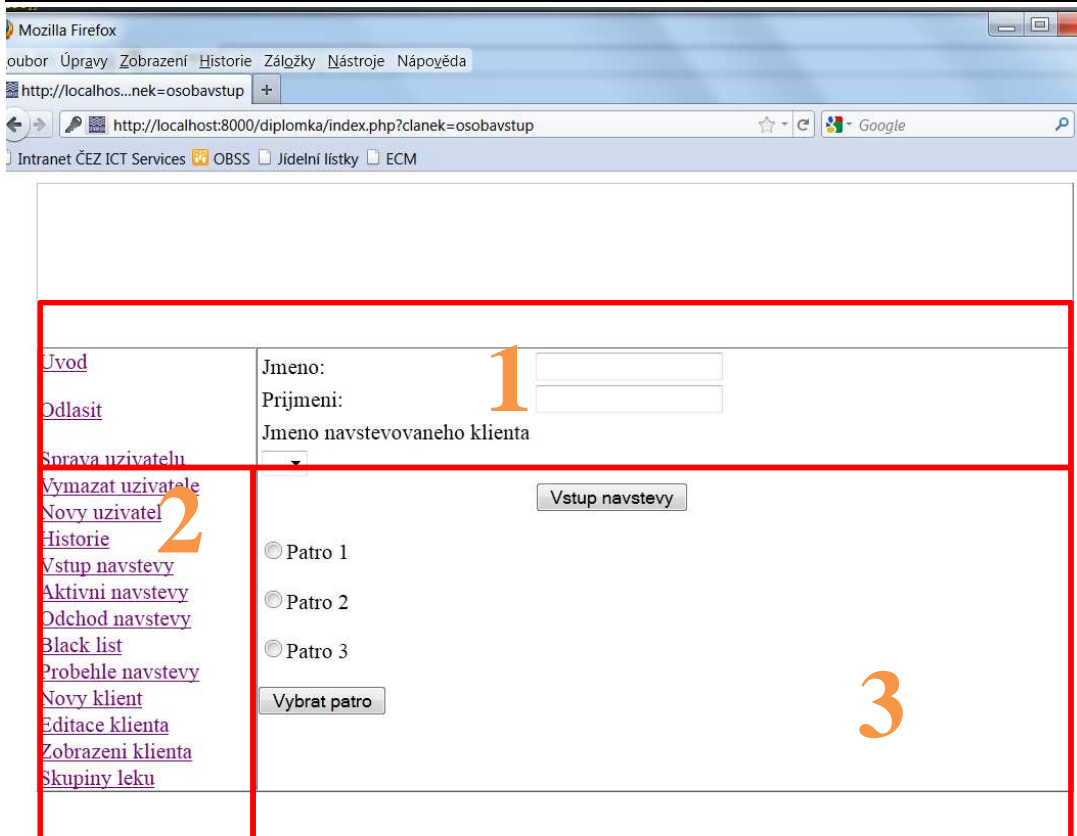 Mozilla Firefox
oubor Úpravy Zobrazení Historie Záložky Nástroje Nápověda
http://localhos...nek=osobavstup +
http://localhost:8000/diplomka/index.php?clanek=osobavstup Google
Intranet ČEZ ICT Services OBSS Jídelní lístky ECM
Uvod
Odlasit
Sprava uzivatelu
Vymazat uzivatele
Novy uzivatel
Historie
Vstup navstevy
Aktivni navstevy
Odchod navstevy
Black list
Probehle navstevy
Novy klient
Editace klienta
Zobrazeni klienta
Skupiny leku
Jmeno:
Prijmeni:
Jmeno navstevovaneho klienta
Vstup navstevy
Patro 1
Patro 2
Patro 3
Vybrat patro
1
2
3